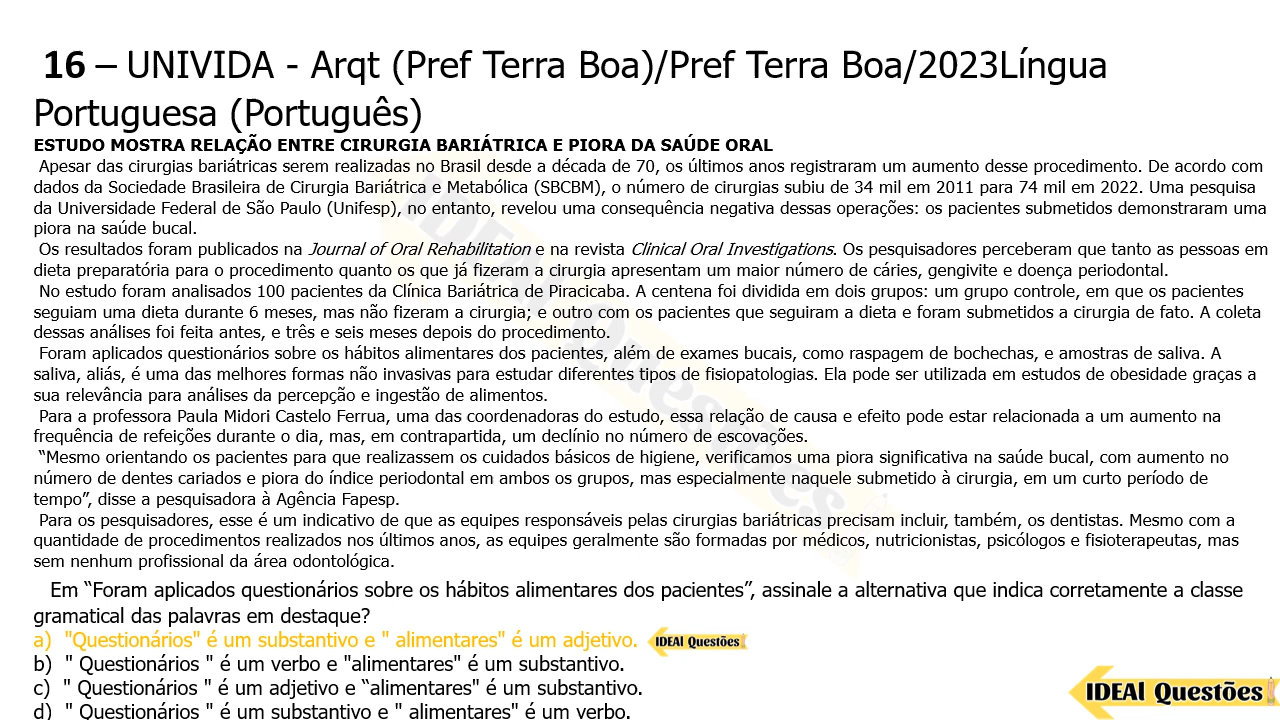 16 – UNIVIDA - Arqt (Pref Terra Boa)/Pref Terra Boa/2023Língua
Portuguesa (Português)
ESTUDO MOSTRA RELAÇÃO ENTRE CIRURGIA BARIÁTRICA E PIORA DA SAÚDE ORAL
Apesar das cirurgias bariátricas serem realizadas no Brasil desde a década de 70, os últimos anos registraram um aumento desse procedimento. De acordo com
dados da Sociedade Brasileira de Cirurgia Bariátrica e Metabólica (SBCBM), o número de cirurgias subiu de 34 mil em 2011 para 74 mil em 2022. Uma pesquisa
da Universidade Federal de São Paulo (Unifesp), no entanto, revelou uma consequência negativa dessas operações: os pacientes submetidos demonstraram uma
piora na saúde bucal.
Os resultados foram publicados na Journal of Oral Rehabilitation e na revista Clinical Oral Investigations. Os pesquisadores perceberam que tanto as pessoas em
dieta preparatória para o procedimento quanto os que já fizeram a cirurgia apresentam um maior número de cáries, gengivite e doença periodontal.
No estudo foram analisados 100 pacientes da Clínica Bariátrica de Piracicaba. A centena foi dividida em dois grupos: um grupo controle, em que os pacientes
seguiam uma dieta durante 6 meses, mas não fizeram a cirurgia; e outro com os pacientes que seguiram a dieta e foram submetidos a cirurgia de fato. A coleta
dessas análises foi feita antes, e três e seis meses depois do procedimento.
Foram aplicados questionários sobre os hábitos alimentares dos pacientes, além de exames bucais, como raspagem de bochechas, e amostras de saliva. A
saliva, aliás, é uma das melhores formas não invasivas para estudar diferentes tipos de fisiopatologias. Ela pode ser utilizada em estudos de obesidade graças a
sua relevância para análises da percepção e ingestão de alimentos.
Para a professora Paula Midori Castelo Ferrua, uma das coordenadoras do estudo, essa relação de causa e efeito pode estar relacionada a um aumento na
frequência de refeições durante o dia, mas, em contrapartida, um declínio no número de escovações.
“Mesmo orientando os pacientes para que realizassem os cuidados básicos de higiene, verificamos uma piora significativa na saúde bucal, com aumento no
número de dentes cariados e piora do índice periodontal em ambos os grupos, mas especialmente naquele submetido à cirurgia, em um curto período de
tempo”, disse a pesquisadora à Agência Fapesp.
Para os pesquisadores, esse é um indicativo de que as equipes responsáveis pelas cirurgias bariátricas precisam incluir, também, os dentistas. Mesmo com a
quantidade de procedimentos realizados nos últimos anos, as equipes geralmente são formadas por médicos, nutricionistas, psicólogos e fisioterapeutas, mas
sem nenhum profissional da área odontológica.
Em “Foram aplicados questionários sobre os hábitos alimentares dos pacientes”, assinale a alternativa que indica corretamente a classe
gramatical das palavras em destaque?
a) "Questionários" é um substantivo e " alimentares" é um adjetivo. IDEAl Questões
b) " Questionários " é um verbo e "alimentares" é um substantivo.
c) " Questionários " é um adjetivo e “alimentares" é um substantivo.
d) " Questionários " é um substantivo e " alimentares" é um verbo.
IDEAl Questões
IDEAl Questões